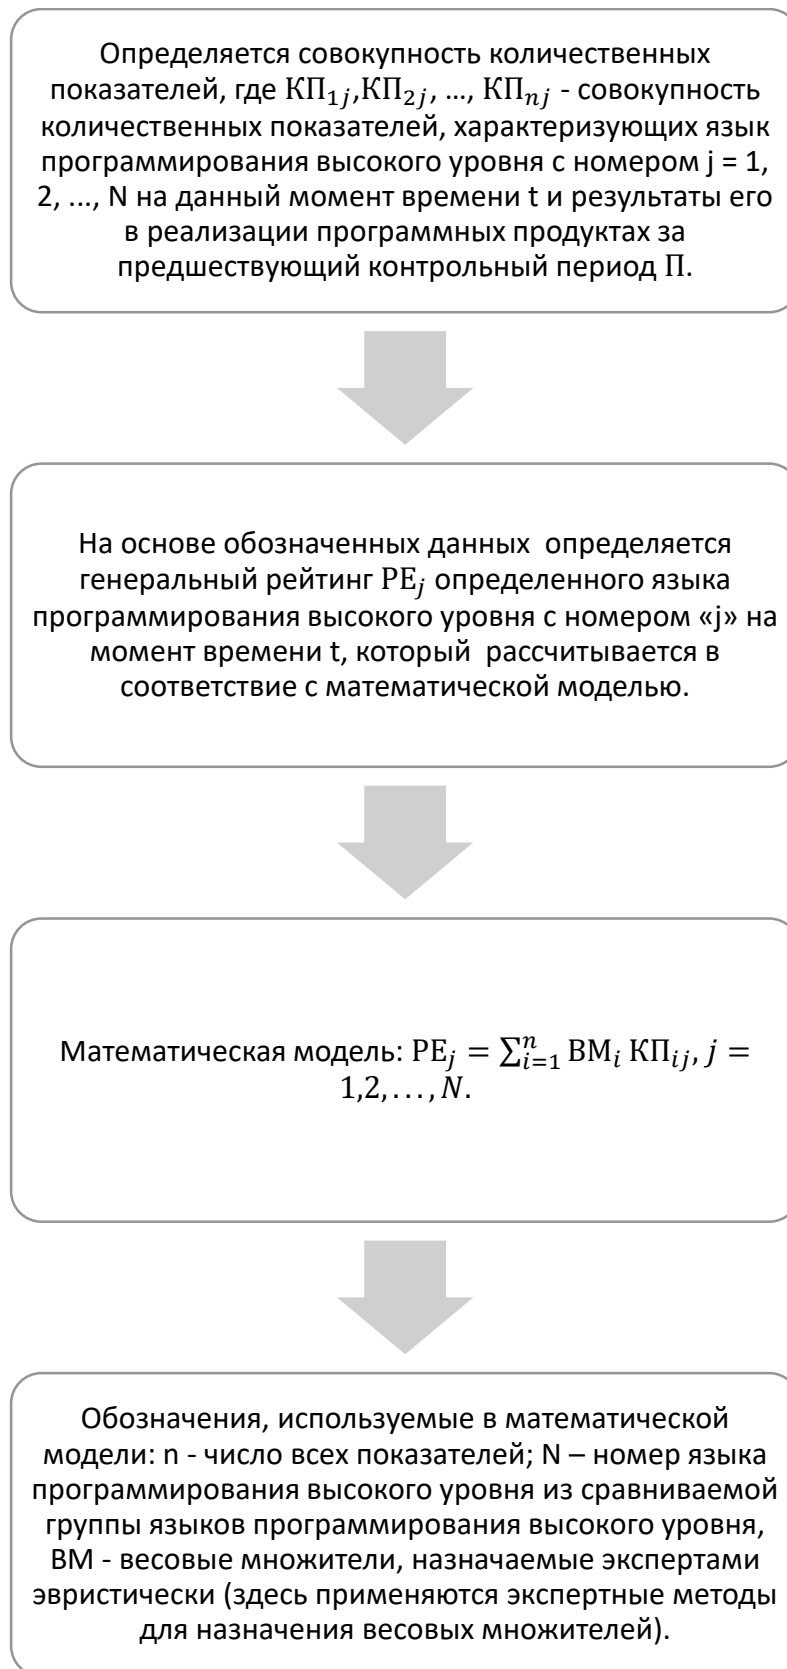 Определяется совокупность количественных
показателей, где КП₁ⱼ,КП₂ⱼ, ..., КПₙⱼ - совокупность
количественных показателей, характеризующих язык
программирования высокого уровня с номером j = 1,
2, ..., N на данный момент времени t и результаты его
в реализации программных продуктах за
предшествующий контрольный период П.
На основе обозначенных данных определяется
генеральный рейтинг РЕⱼ определенного языка
программирования высокого уровня с номером «j» на
момент времени t, который рассчитывается в
соответствие с математической моделью.
Математическая модель: РЕⱼ = ∑ⁿᵢ₌₁ ВМᵢ КПᵢⱼ, j =
1,2, . . . , N.
Обозначения, используемые в математической
модели: n - число всех показателей; N – номер языка
программирования высокого уровня из сравниваемой
группы языков программирования высокого уровня,
ВМ - весовые множители, назначаемые экспертами
эвристически (здесь применяются экспертные методы
для назначения весовых множителей).